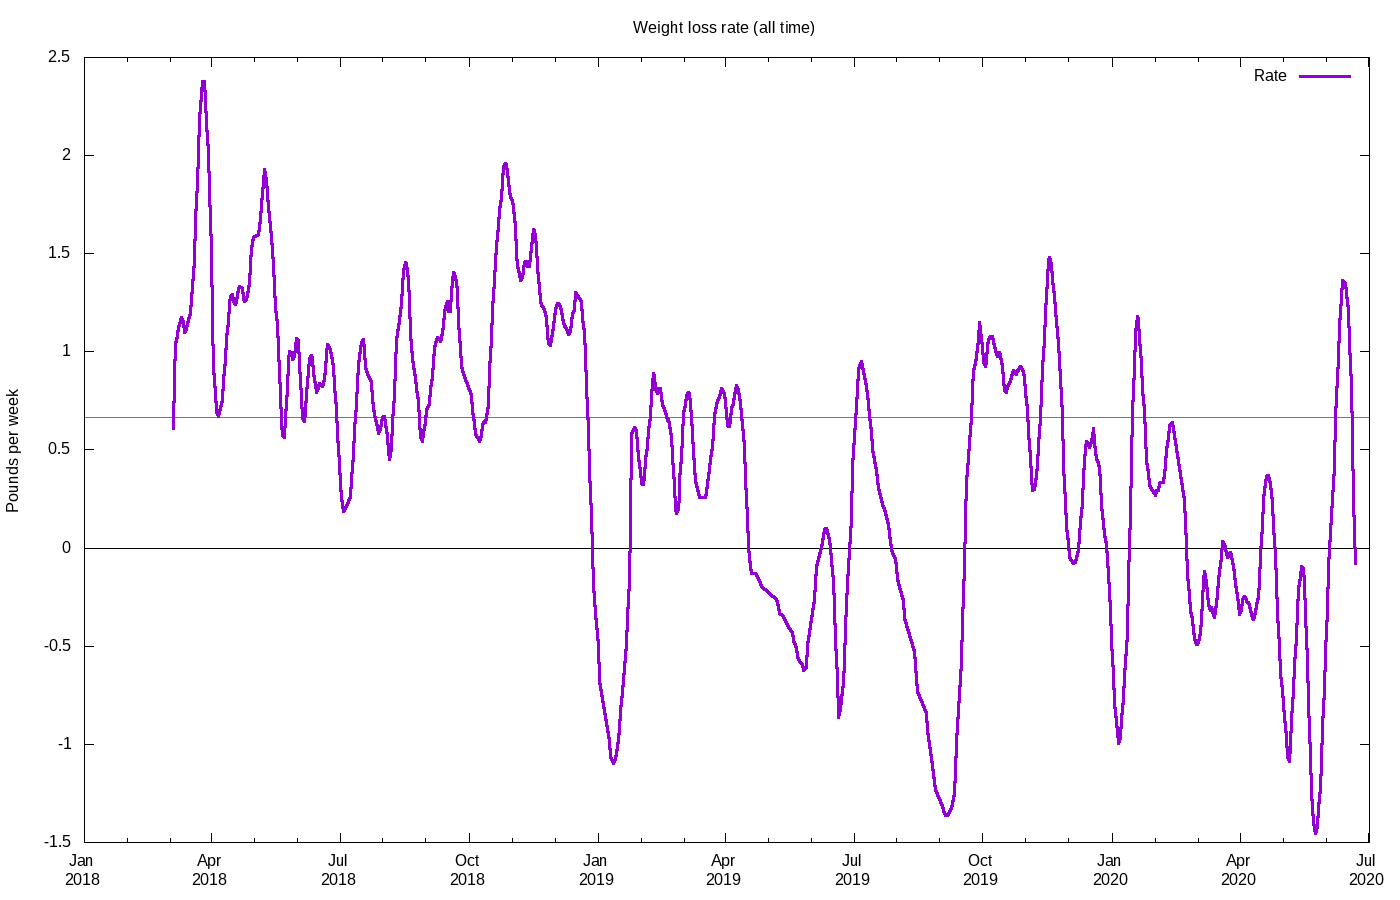 Weight loss rate (all time)
Rate
Pounds per week
2.5
2
1.5
1
0.5
0
-0.5
-1
-1.5
Jan Apr Jul Oct Jan Apr Jul Oct Jan Apr Jul
2018 2018 2018 2018 2019 2019 2019 2019 2020 2020 2020